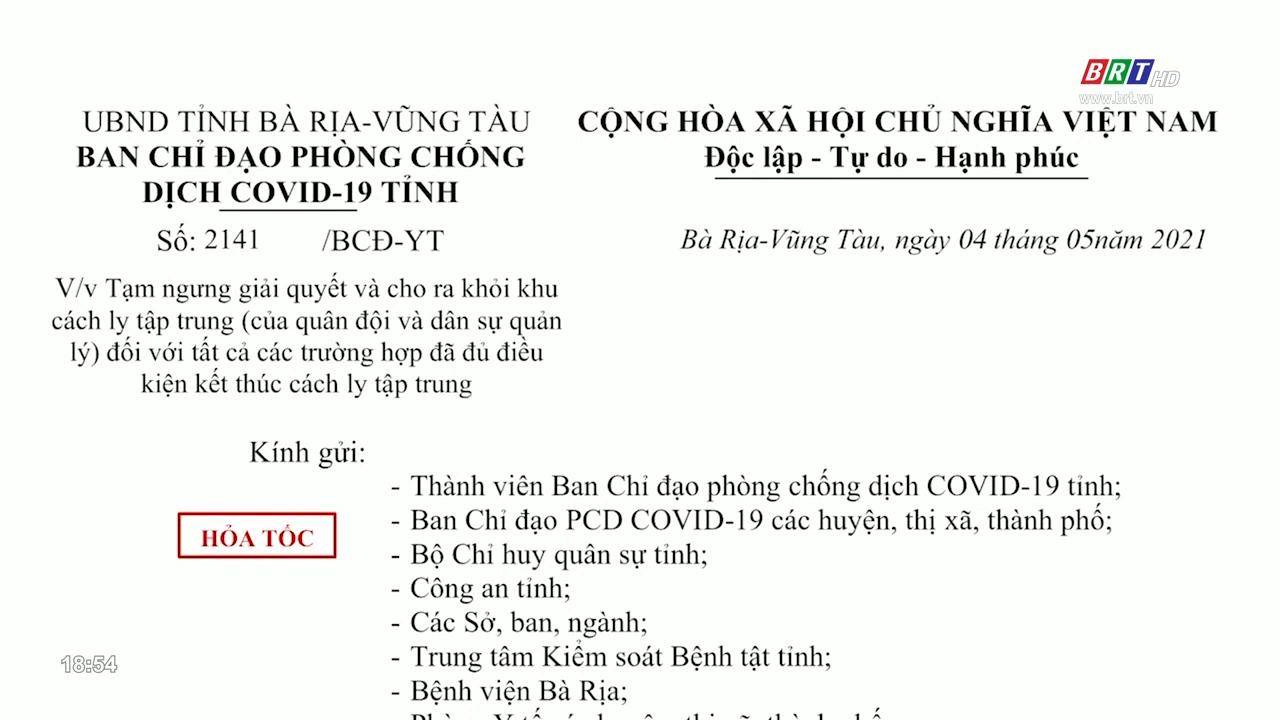 BRT HD
www.brt.vn
UBND TỈNH BÀ RỊA-VŨNG TÀU
BAN CHỈ ĐẠO PHÒNG CHỐNG
DỊCH COVID-19 TỈNH
CỘNG HÒA XÃ HỘI CHỦ NGHĨA VIỆT NAM
Độc lập - Tự do - Hạnh phúc
Số: 2141 /BCĐ-YT
Bà Rịa-Vũng Tàu, ngày 04 tháng 05năm 2021
V/v Tạm ngưng giải quyết và cho ra khỏi khu
cách ly tập trung (của quân đội và dân sự quản
lý) đối với tất cả các trường hợp đã đủ điều
kiện kết thúc cách ly tập trung
Kính gửi:
HỎA TỐC
- Thành viên Ban Chỉ đạo phòng chống dịch COVID-19 tỉnh;
- Ban Chỉ đạo PCD COVID-19 các huyện, thị xã, thành phố;
- Bộ Chỉ huy quân sự tỉnh;
- Công an tỉnh;
- Các Sở, ban, ngành;
- Trung tâm Kiểm soát Bệnh tật tỉnh;
- Bệnh viện Bà Rịa;
18:54